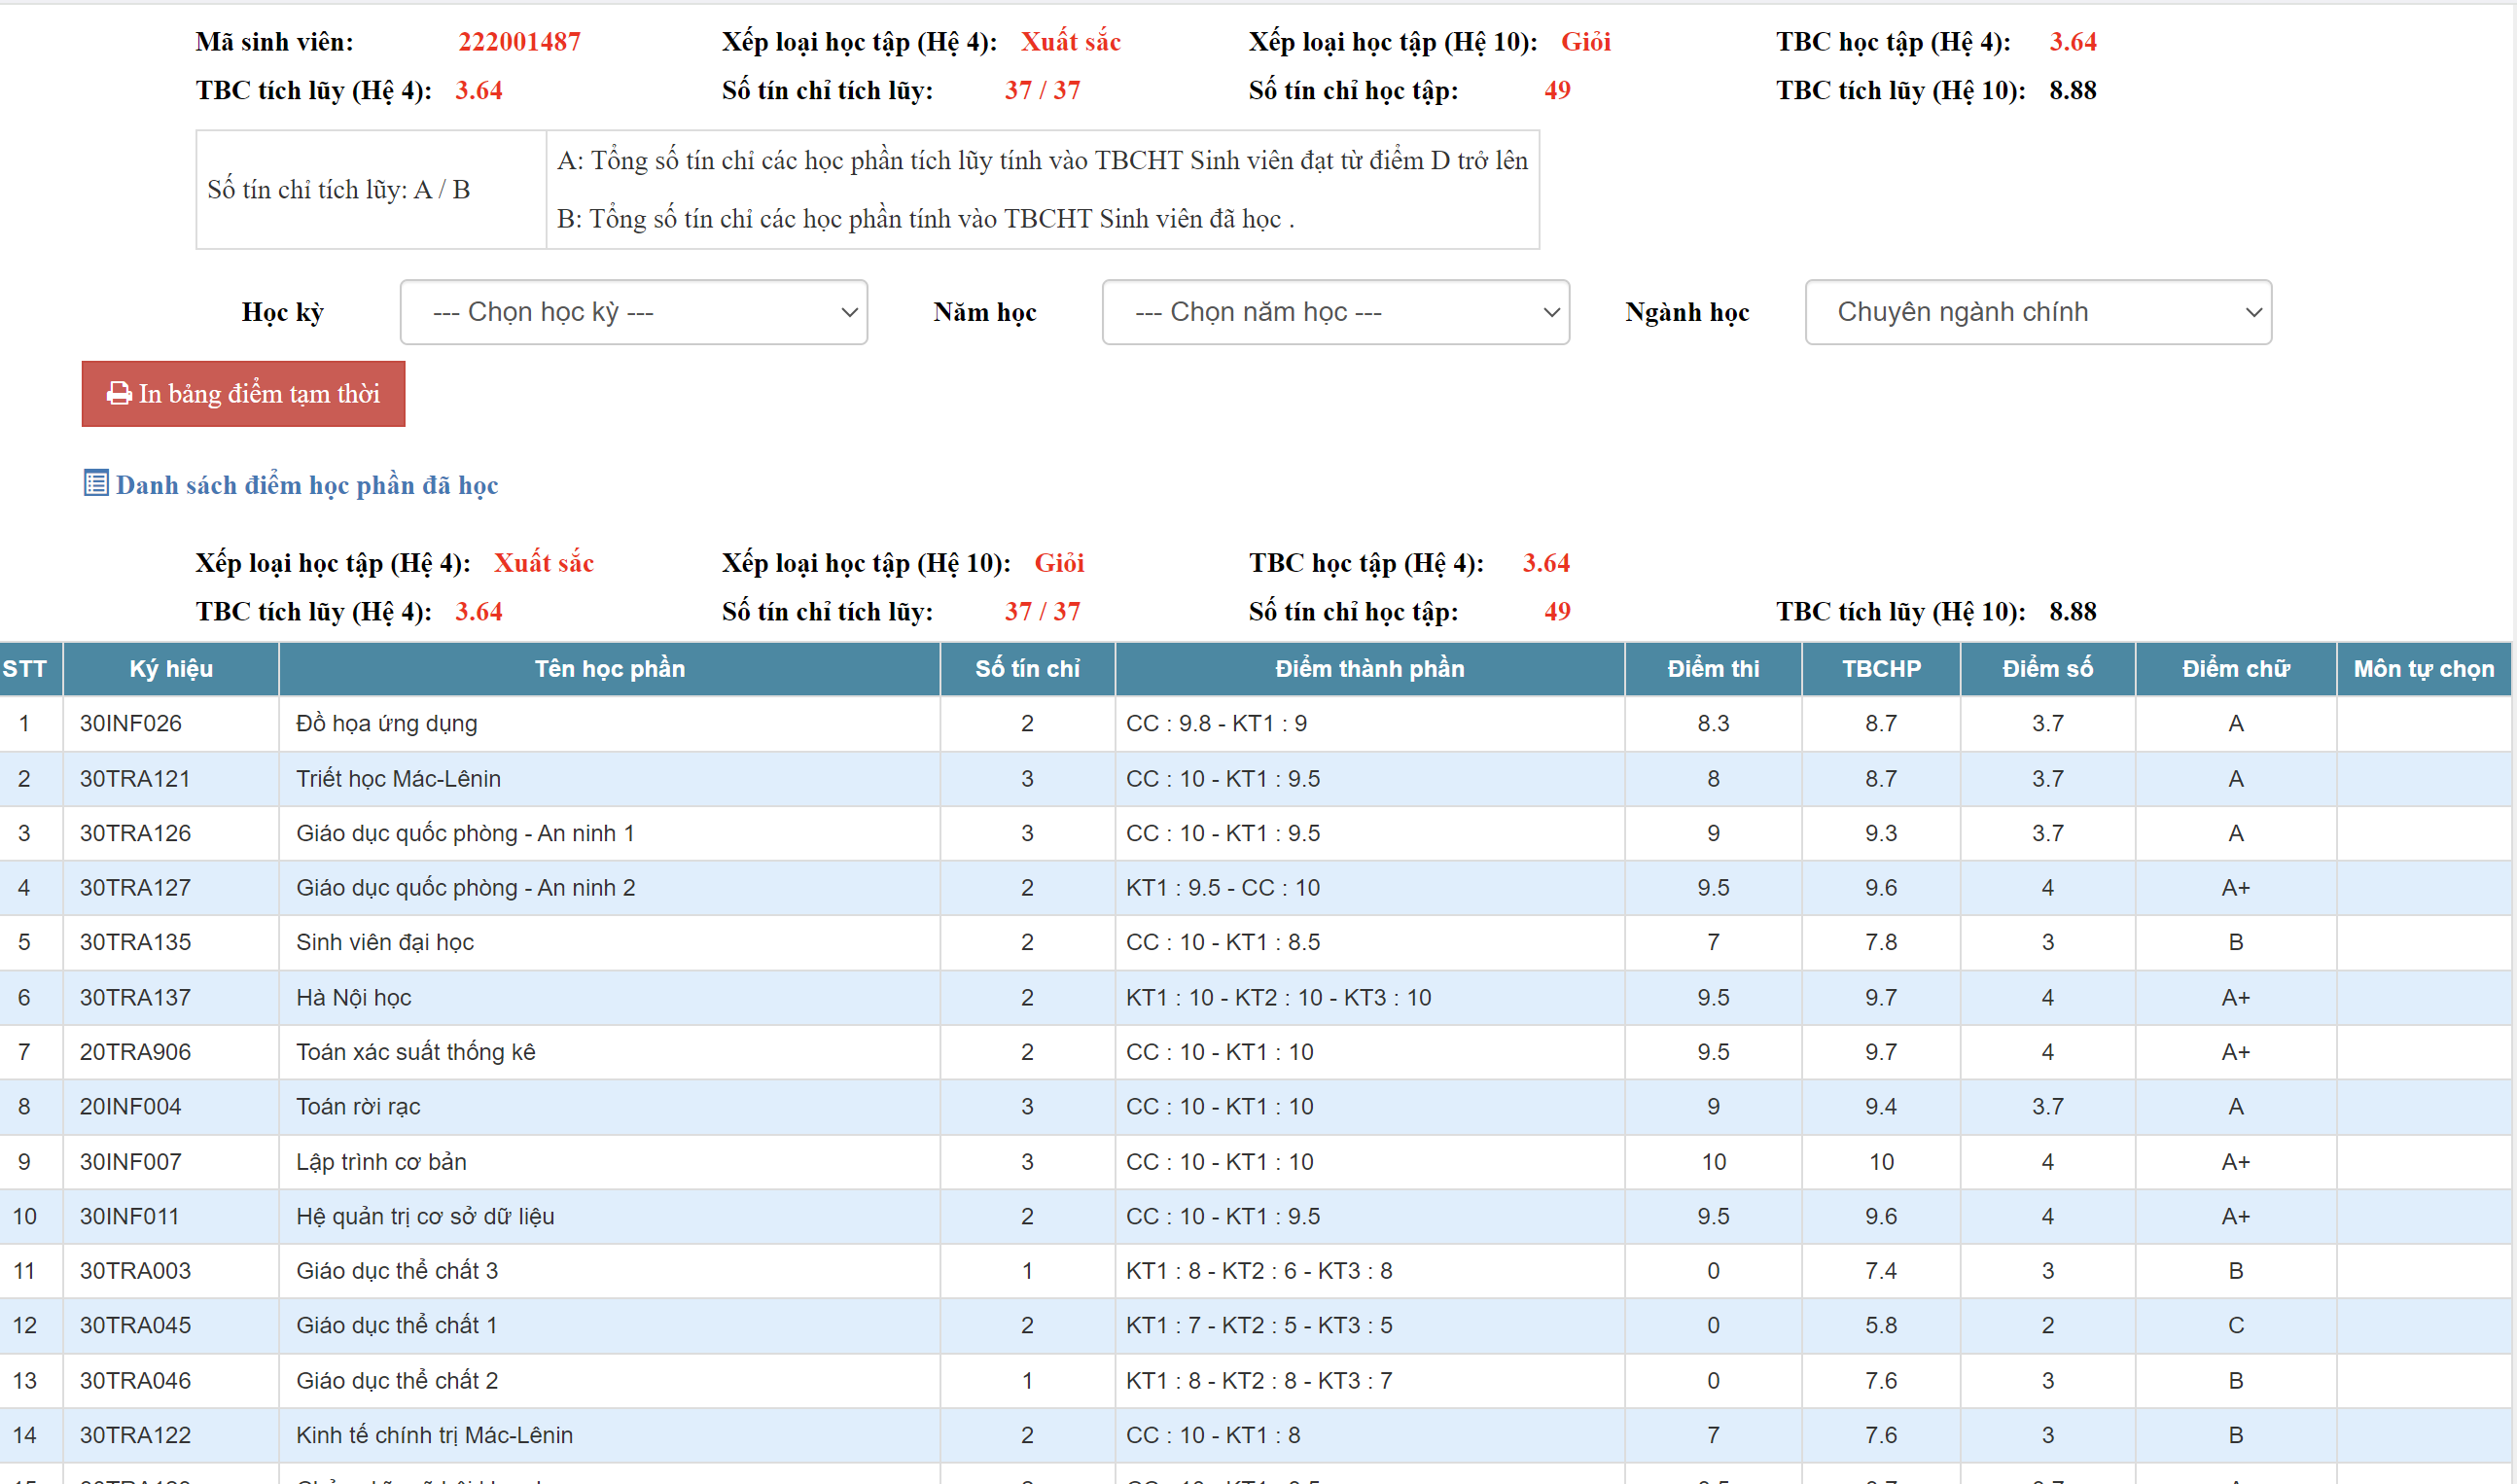 Mã sinh viên: 222001487 Xếp loại học tập (Hệ 4): Xuất sắc Xếp loại học tập (Hệ 10): Giỏi TBC học tập (Hệ 4): 3.64
TBC tích lũy (Hệ 4): 3.64 Số tín chỉ tích lũy: 37 / 37 Số tín chỉ học tập: 49 TBC tích lũy (Hệ 10): 8.88
Số tín chỉ tích lũy: A / B
A: Tổng số tín chỉ các học phần tích lũy tính vào TBCHT Sinh viên đạt từ điểm D trở lên
B: Tổng số tín chỉ các học phần tính vào TBCHT Sinh viên đã học .
Học kỳ --- Chọn học kỳ --- Năm học --- Chọn năm học --- Ngành học Chuyên ngành chính
In bảng điểm tạm thời
Danh sách điểm học phần đã học
Xếp loại học tập (Hệ 4): Xuất sắc Xếp loại học tập (Hệ 10): Giỏi TBC học tập (Hệ 4): 3.64
TBC tích lũy (Hệ 4): 3.64 Số tín chỉ tích lũy: 37 / 37 Số tín chỉ học tập: 49 TBC tích lũy (Hệ 10): 8.88
STT Ký hiệu Tên học phần Số tín chỉ Điểm thành phần Điểm thi TBCHP Điểm số Điểm chữ Môn tự chọn
1 30INF026 Đồ họa ứng dụng 2 CC : 9.8 - KT1 : 9 8.3 8.7 3.7 A
2 30TRA121 Triết học Mác-Lênin 3 CC : 10 - KT1 : 9.5 8 8.7 3.7 A
3 30TRA126 Giáo dục quốc phòng - An ninh 1 3 CC : 10 - KT1 : 9.5 9 9.3 3.7 A
4 30TRA127 Giáo dục quốc phòng - An ninh 2 2 KT1 : 9.5 - CC : 10 9.5 9.6 4 A+
5 30TRA135 Sinh viên đại học 2 CC : 10 - KT1 : 8.5 7 7.8 3 B
6 30TRA137 Hà Nội học 2 KT1 : 10 - KT2 : 10 - KT3 : 10 9.5 9.7 4 A+
7 20TRA906 Toán xác suất thống kê 2 CC : 10 - KT1 : 10 9.5 9.7 4 A+
8 20INF004 Toán rời rạc 3 CC : 10 - KT1 : 10 9 9.4 3.7 A
9 30INF007 Lập trình cơ bản 3 CC : 10 - KT1 : 10 10 10 4 A+
10 30INF011 Hệ quản trị cơ sở dữ liệu 2 CC : 10 - KT1 : 9.5 9.5 9.6 4 A+
11 30TRA003 Giáo dục thể chất 3 1 KT1 : 8 - KT2 : 6 - KT3 : 8 0 7.4 3 B
12 30TRA045 Giáo dục thể chất 1 2 KT1 : 7 - KT2 : 5 - KT3 : 5 0 5.8 2 C
13 30TRA046 Giáo dục thể chất 2 1 KT1 : 8 - KT2 : 8 - KT3 : 7 0 7.6 3 B
14 30TRA122 Kinh tế chính trị Mác-Lênin 2 CC : 10 - KT1 : 8 7 7.6 3 B